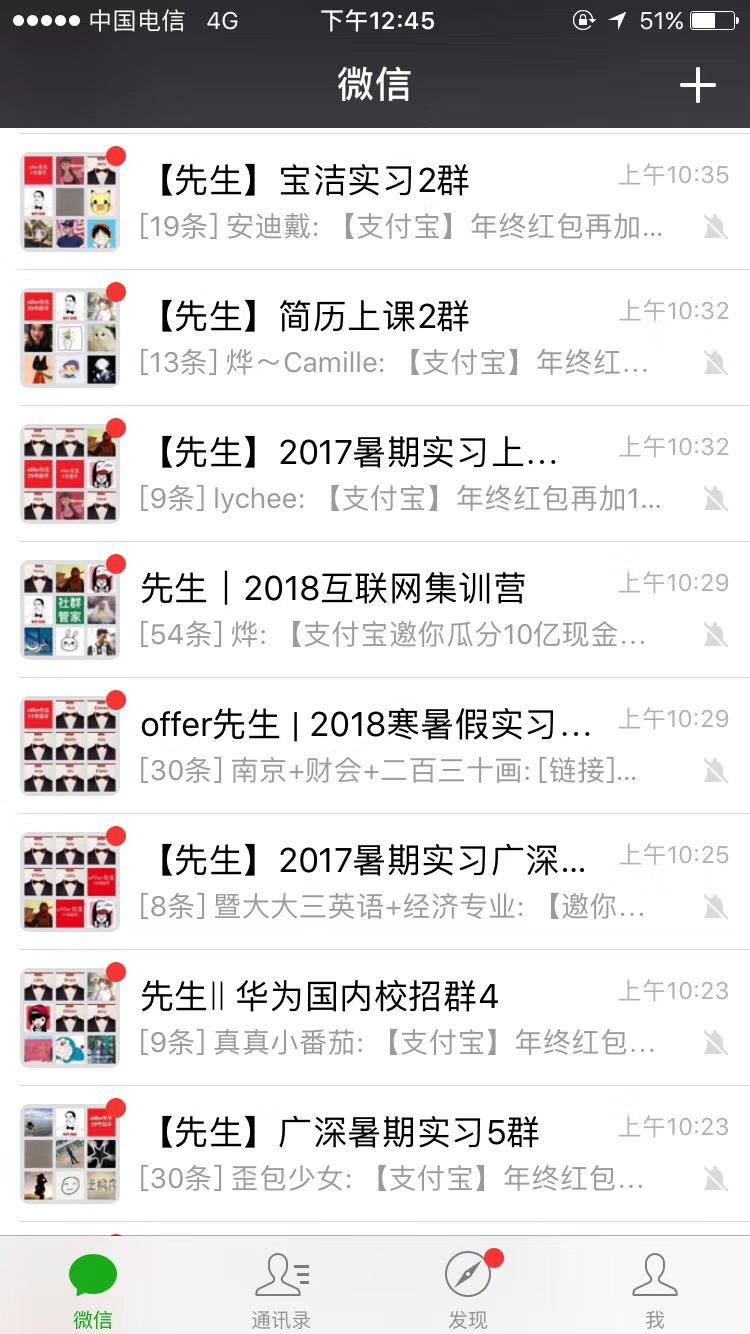 中国电信 4G 下午12:45 51%
微信
【先生】宝洁实习2群 上午10:35
[19条] 安迪戴: 【支付宝】年终红包再加...
【先生】简历上课2群 上午10:32
[13条] 烨～Camille: 【支付宝】年终红...
【先生】2017暑期实习上... 上午10:32
[9条] lychee: 【支付宝】年终红包再加1...
先生｜2018互联网集训营 上午10:29
[54条] 烨: 【支付宝邀你瓜分10亿现金...
社群
管家
offer先生 | 2018寒暑假实习... 上午10:29
[30条] 南京+财会+二百三十画: [链接]...
【先生】2017暑期实习广深... 上午10:25
[8条] 暨大大三英语+经济专业: 【邀你...
先生|| 华为国内校招群4 上午10:23
[9条] 真真小番茄: 【支付宝】年终红包...
【先生】广深暑期实习5群 上午10:23
[30条] 歪包少女: 【支付宝】年终红包...
微信 通讯录 发现 我